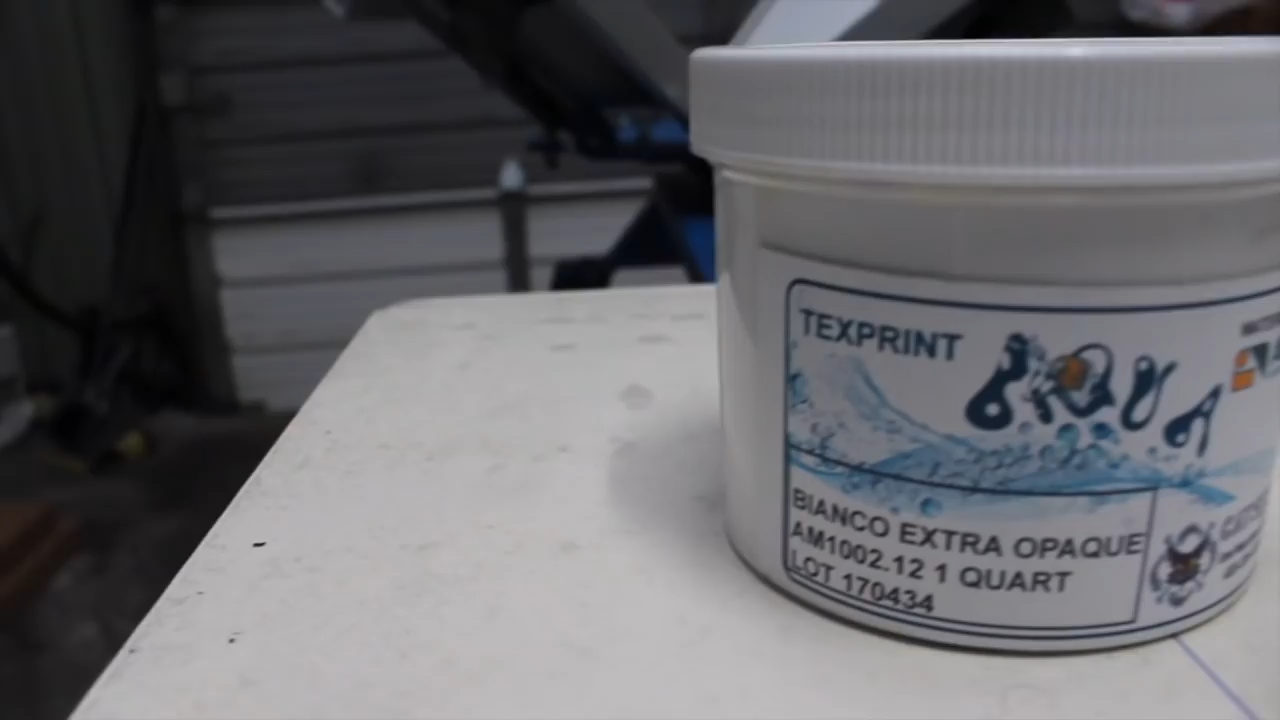 TEXPRINT
AQUA
BIANCO EXTRA OPAQUE
AM1002.12 1 QUART
LOT 170434